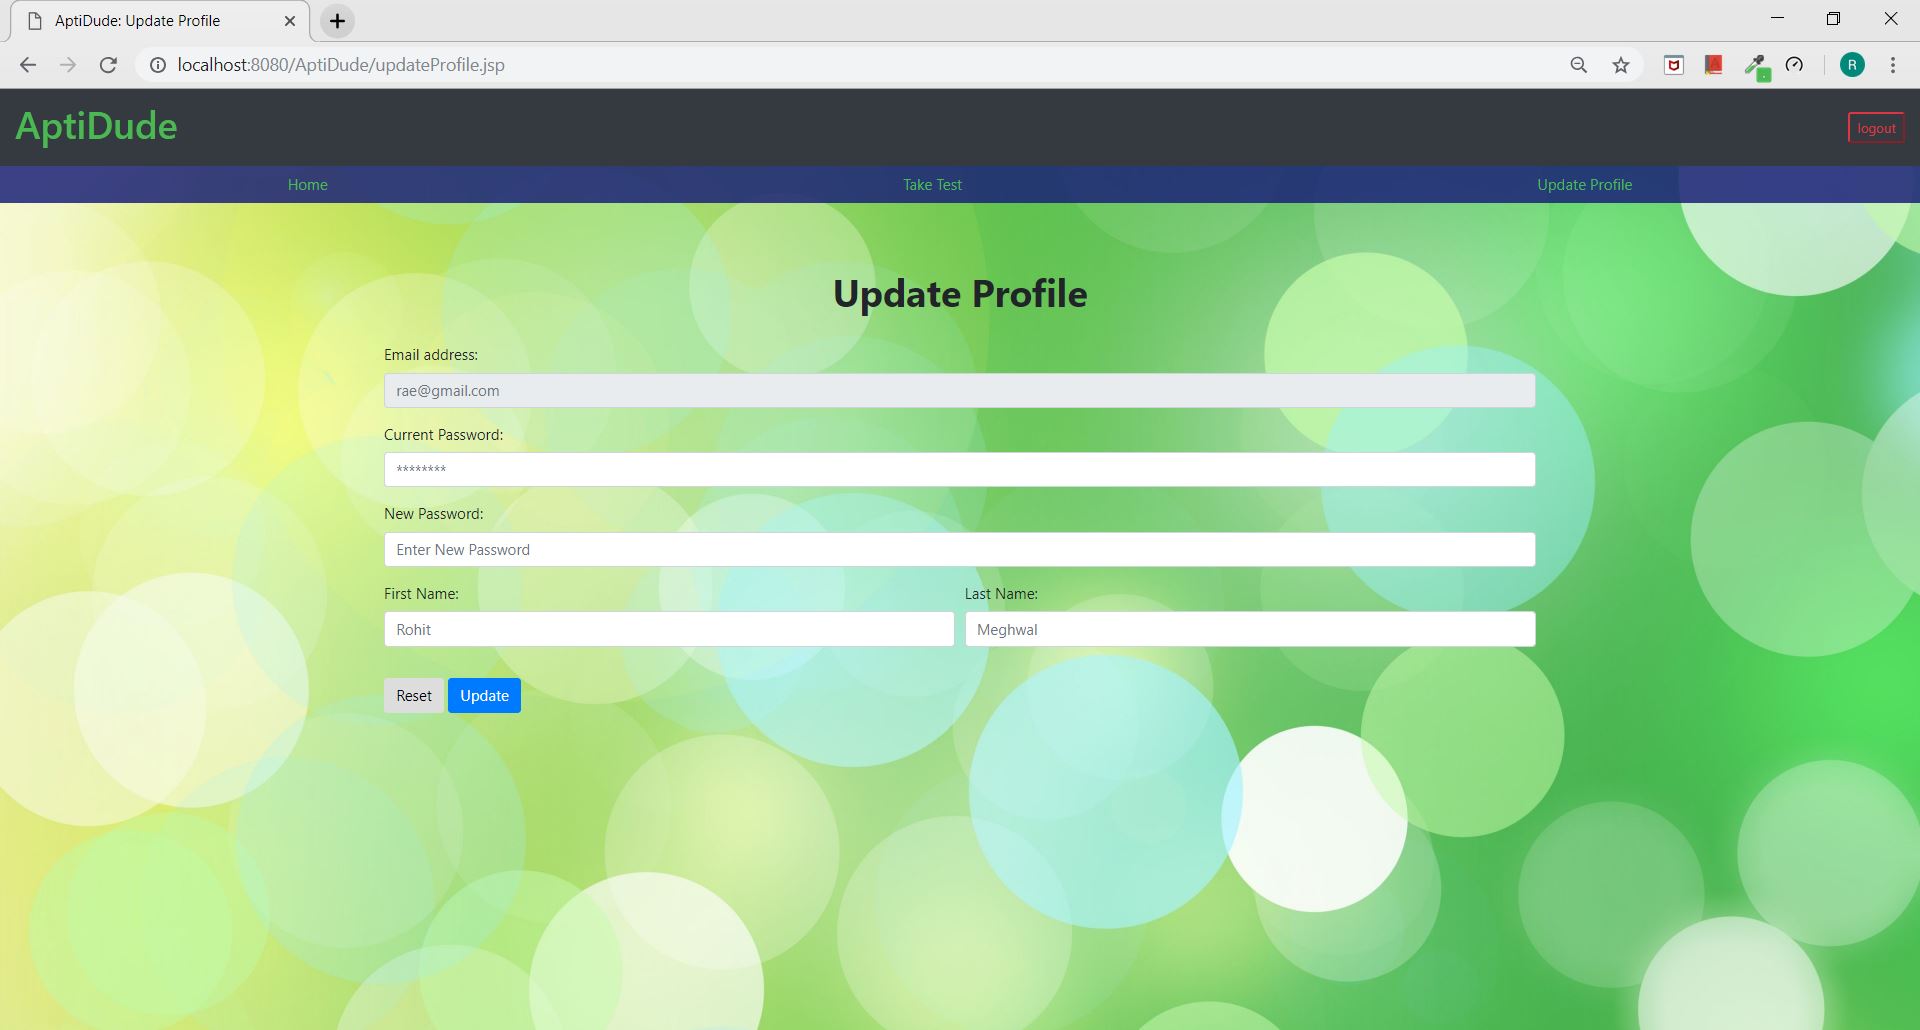 AptiDude: Update Profile
localhost:8080/AptiDude/updateProfile.jsp
R
AptiDude
logout
Home Take Test Update Profile
Update Profile
Email address:
rae@gmail.com
Current Password:
********
New Password:
Enter New Password
First Name: Last Name:
Rohit Meghwal
Reset Update